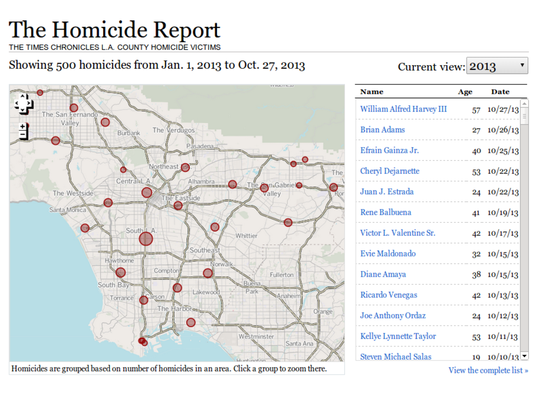 The Homicide Report
THE TIMES CHRONICLES L.A. COUNTY HOMICIDE VICTIMS
Showing 500 homicides from Jan. 1, 2013 to Oct. 27, 2013
Current view: 2013
The San Fernando
Valley
Burbank
The Verdugos
Pasadena
Northeast
Central L.A.
Alhambra
The San Gabriel
Valley
The Westside
The Eastside
Santa Monica
South L.A.
Whittier
Southeast
Hawthorne
Compton
Norwalk
Fullerton
South Bay
Buena
Park
Torrance
Lakewood
Anaheim
The Harbor
Orange
Westminster
Santa Ana
Name Age Date
William Alfred Harvey III 57 10/27/13
Brian Adams 27 10/26/13
Efrain Gainza Jr. 40 10/25/13
Cheryl Dejarnette 53 10/22/13
Juan J. Estrada 24 10/22/13
Rene Balbuena 41 10/19/13
Victor L. Valentine Sr. 42 10/17/13
Evie Maldonado 32 10/15/13
Diane Amaya 38 10/15/13
Ricardo Venegas 42 10/13/13
Joe Anthony Ordaz 24 10/12/13
Kellye Lynnette Taylor 53 10/11/13
Steven Michael Salas 19 10/10/13
Homicides are grouped based on number of homicides in an area. Click a group to zoom there.
View the complete list »